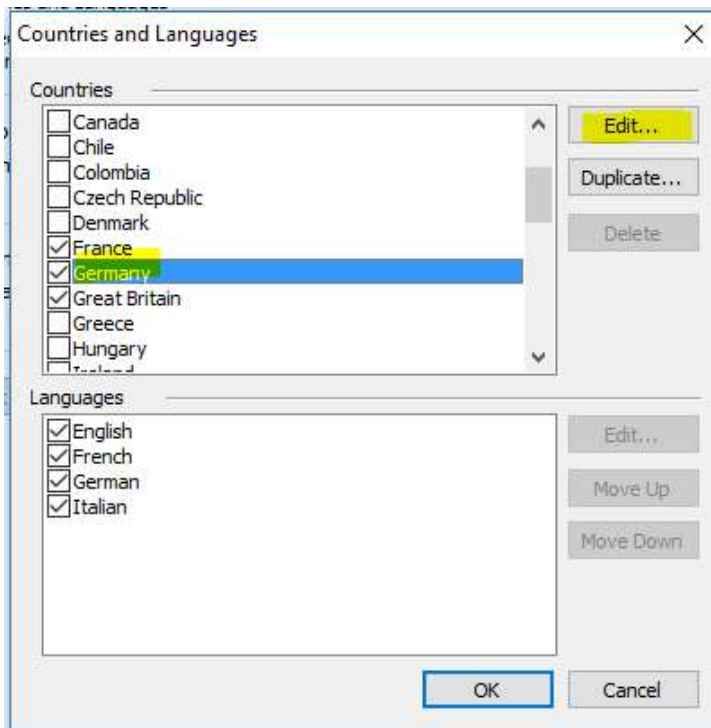 Countries and Languages
Countries
Canada
Chile
Colombia
Czech Republic
Denmark
France
Germany
Great Britain
Greece
Hungary
Ireland
Edit...
Duplicate...
Delete
Languages
English
French
German
Italian
Edit...
Move Up
Move Down
OK
Cancel